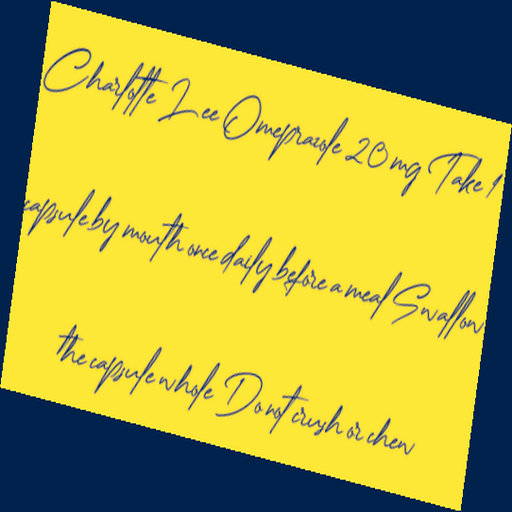 Charlotte Lee Omeprazole 20 mg Take 1
capsule by mouth once daily before a meal Swallow
the capsule whole Do not crush or chew